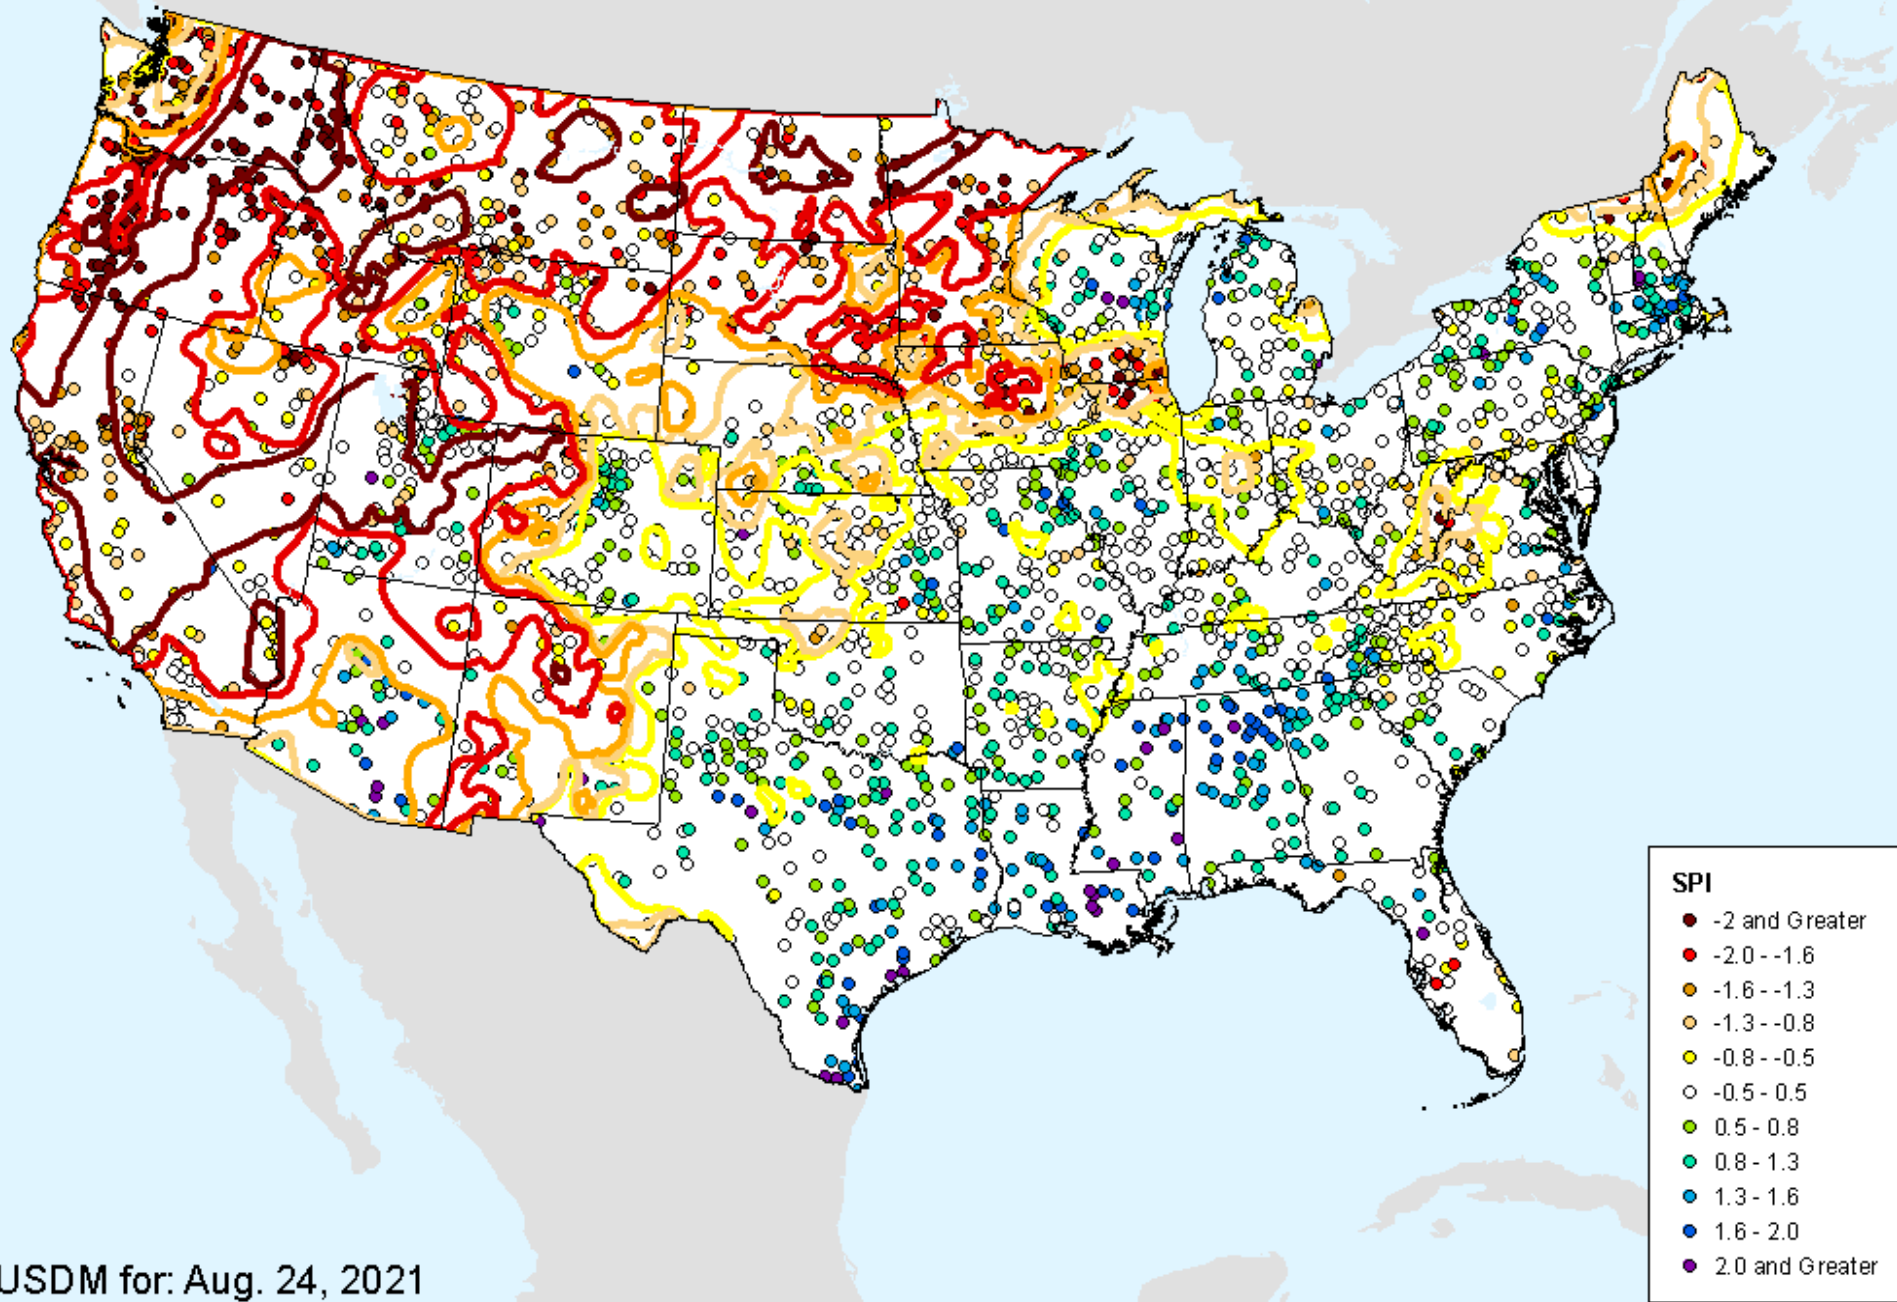 SPI
-2 and Greater
-2.0 - -1.6
-1.6 - -1.3
-1.3 - -0.8
-0.8 - -0.5
-0.5 - 0.5
0.5 - 0.8
0.8 - 1.3
1.3 - 1.6
1.6 - 2.0
2.0 and Greater
USDM for: Aug. 24, 2021